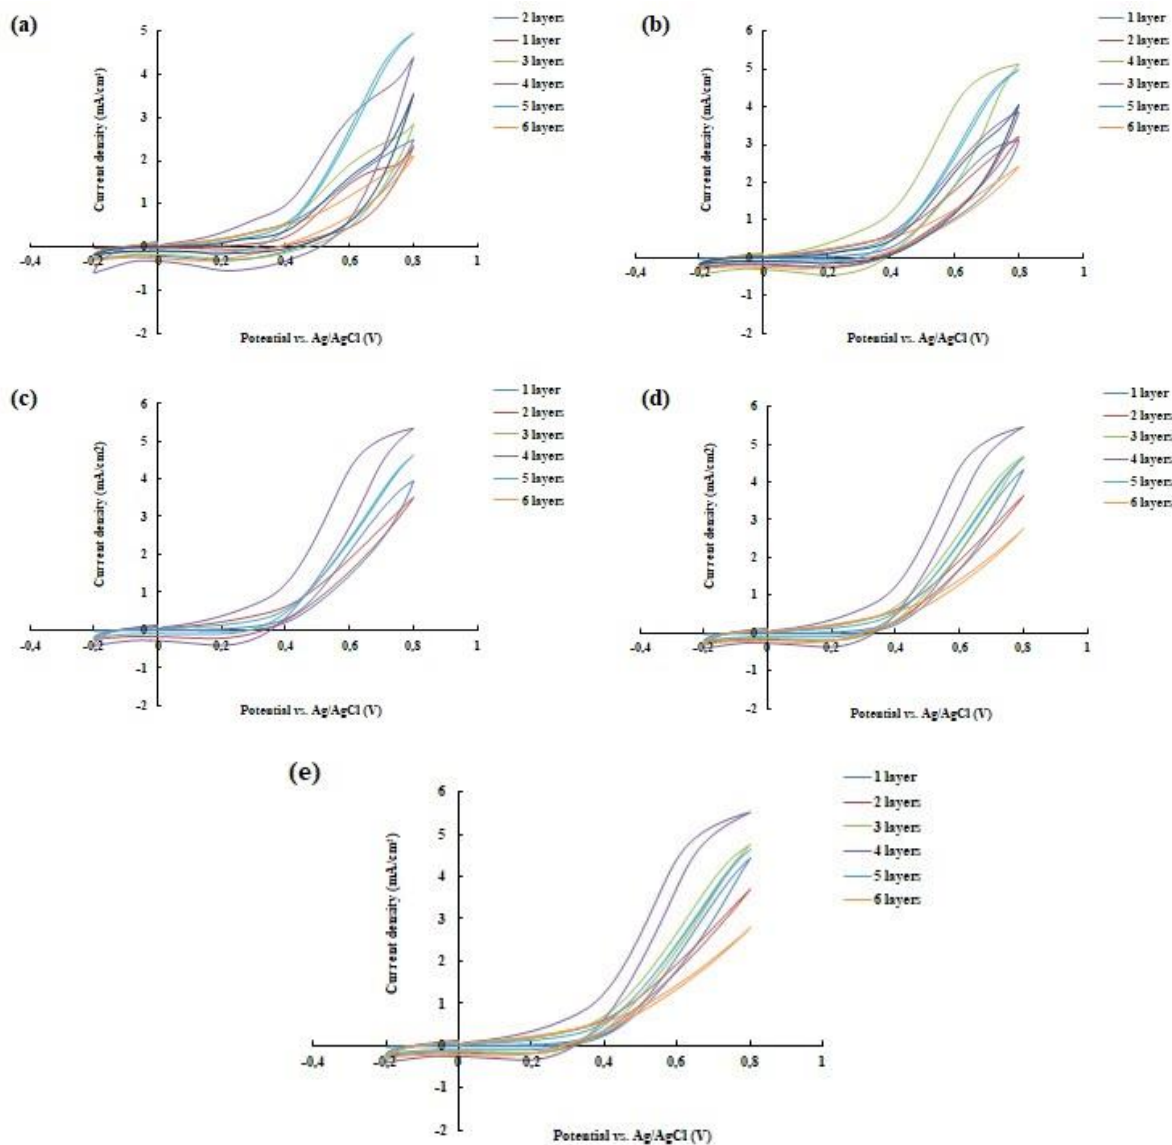 (a)
Current density (mA/cm²)
5
4
3
2
1
0
-1
-2
-0,4
-0,2
0
0,2
0,4
0,6
0,8
1
Potential vs. Ag/AgCl (V)
2 layers
1 layer
3 layers
4 layers
5 layers
6 layers
(b)
Current density (mA/cm²)
6
5
4
3
2
1
0
-1
-2
-0,4
-0,2
0
0,2
0,4
0,6
0,8
1
Potential vs. Ag/AgCl (V)
1 layer
2 layers
4 layers
3 layers
5 layers
6 layers
(c)
Current density (mA/cm2)
6
5
4
3
2
1
0
-1
-2
-0,4
-0,2
0
0,2
0,4
0,6
0,8
1
Potential vs. Ag/AgCl (V)
1 layer
2 layers
3 layers
4 layers
5 layers
6 layers
(d)
Current density (mA/cm2)
6
5
4
3
2
1
0
-1
-2
-0,4
-0,2
0
0,2
0,4
0,6
0,8
1
Potential vs. Ag/AgCl (V)
1 layer
2 layers
3 layers
4 layers
5 layers
6 layers
(e)
Current density (mA/cm²)
6
5
4
3
2
1
0
-1
-2
-0,4
-0,2
0
0,2
0,4
0,6
0,8
1
Potential vs. Ag/AgCl (V)
1 layer
2 layers
3 layers
4 layers
5 layers
6 layers